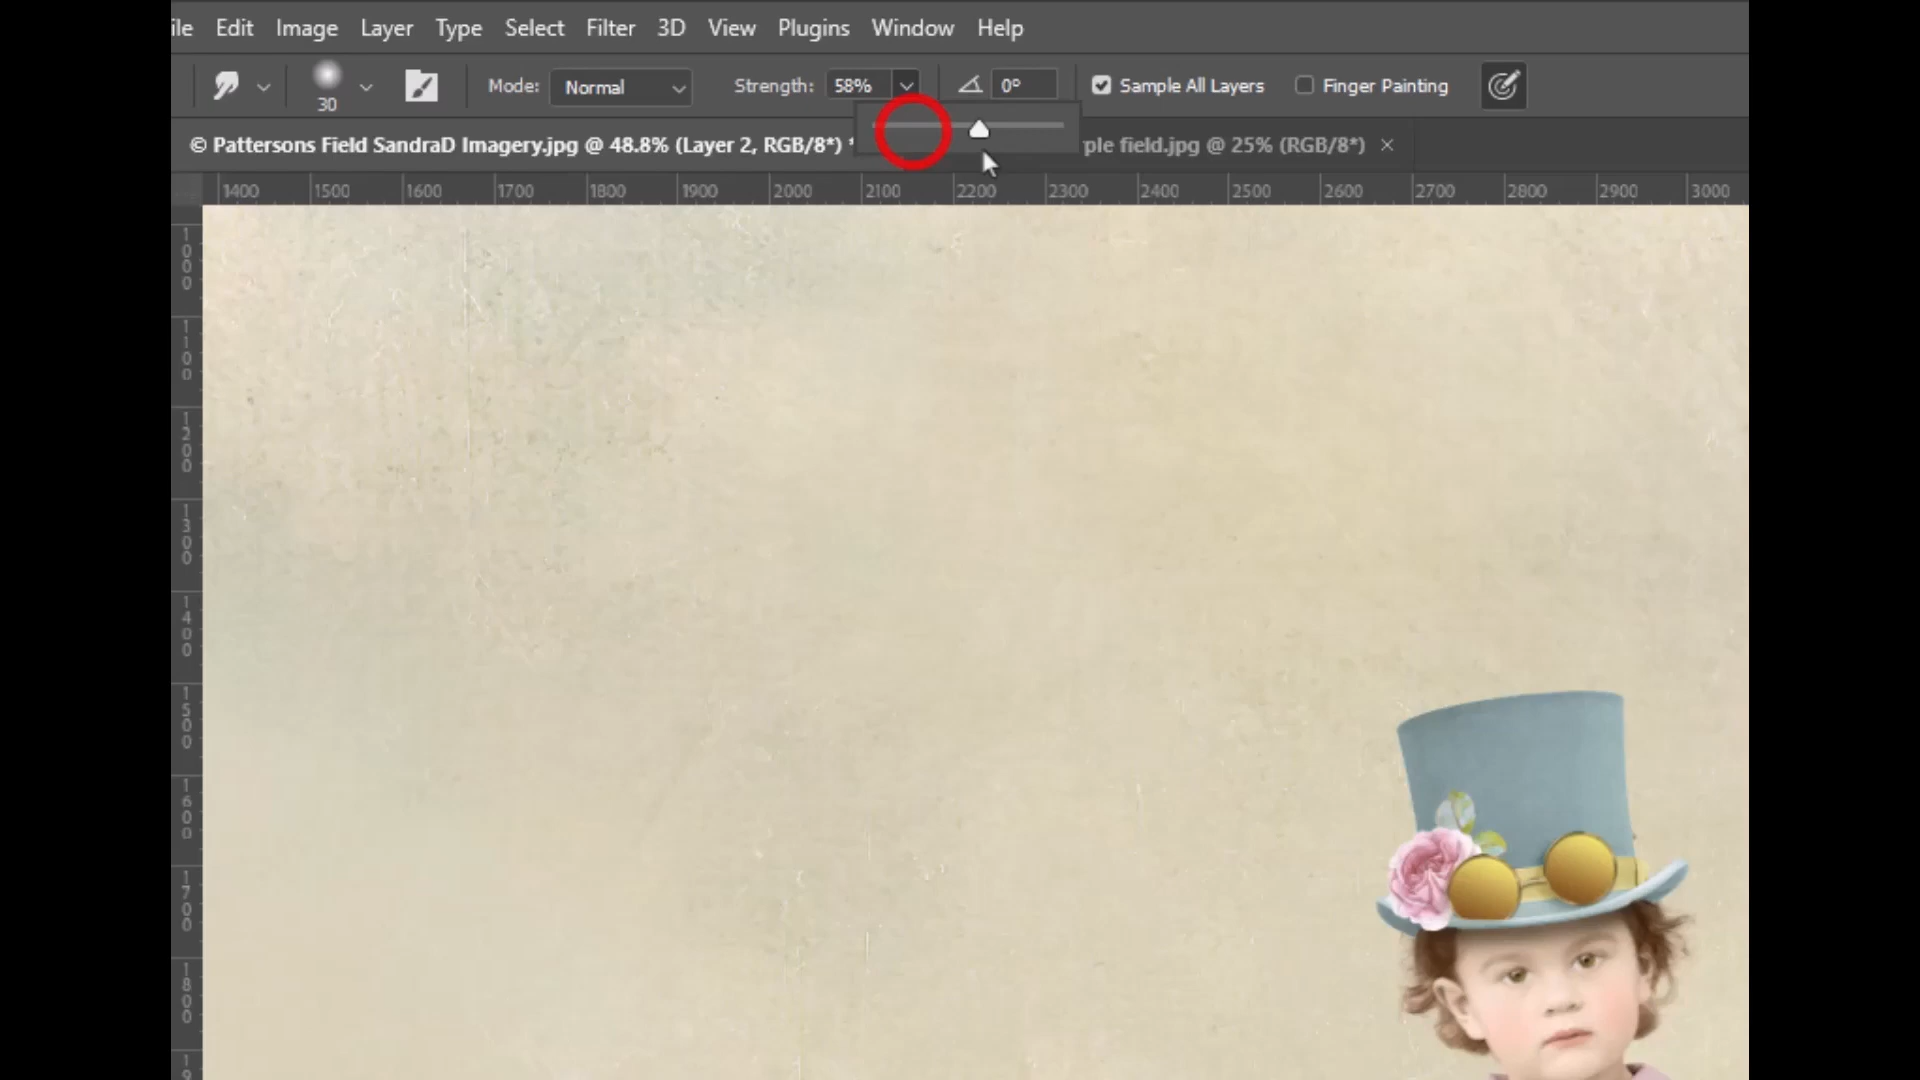 ile Edit Image Layer Type Select Filter 3D View Plugins Window Help
30 Mode: Normal Strength: 58% 0° Sample All Layers Finger Painting
© Pattersons Field SandraD Imagery.jpg @ 48.8% (Layer 2, RGB/8*) * ple field.jpg @ 25% (RGB/8*) ×
1400 1500 1600 1700 1800 1900 2000 2100 2200 2300 2400 2500 2600 2700 2800 2900 3000
1000
1100
1200
1300
1400
1500
1600
1700
1800
19